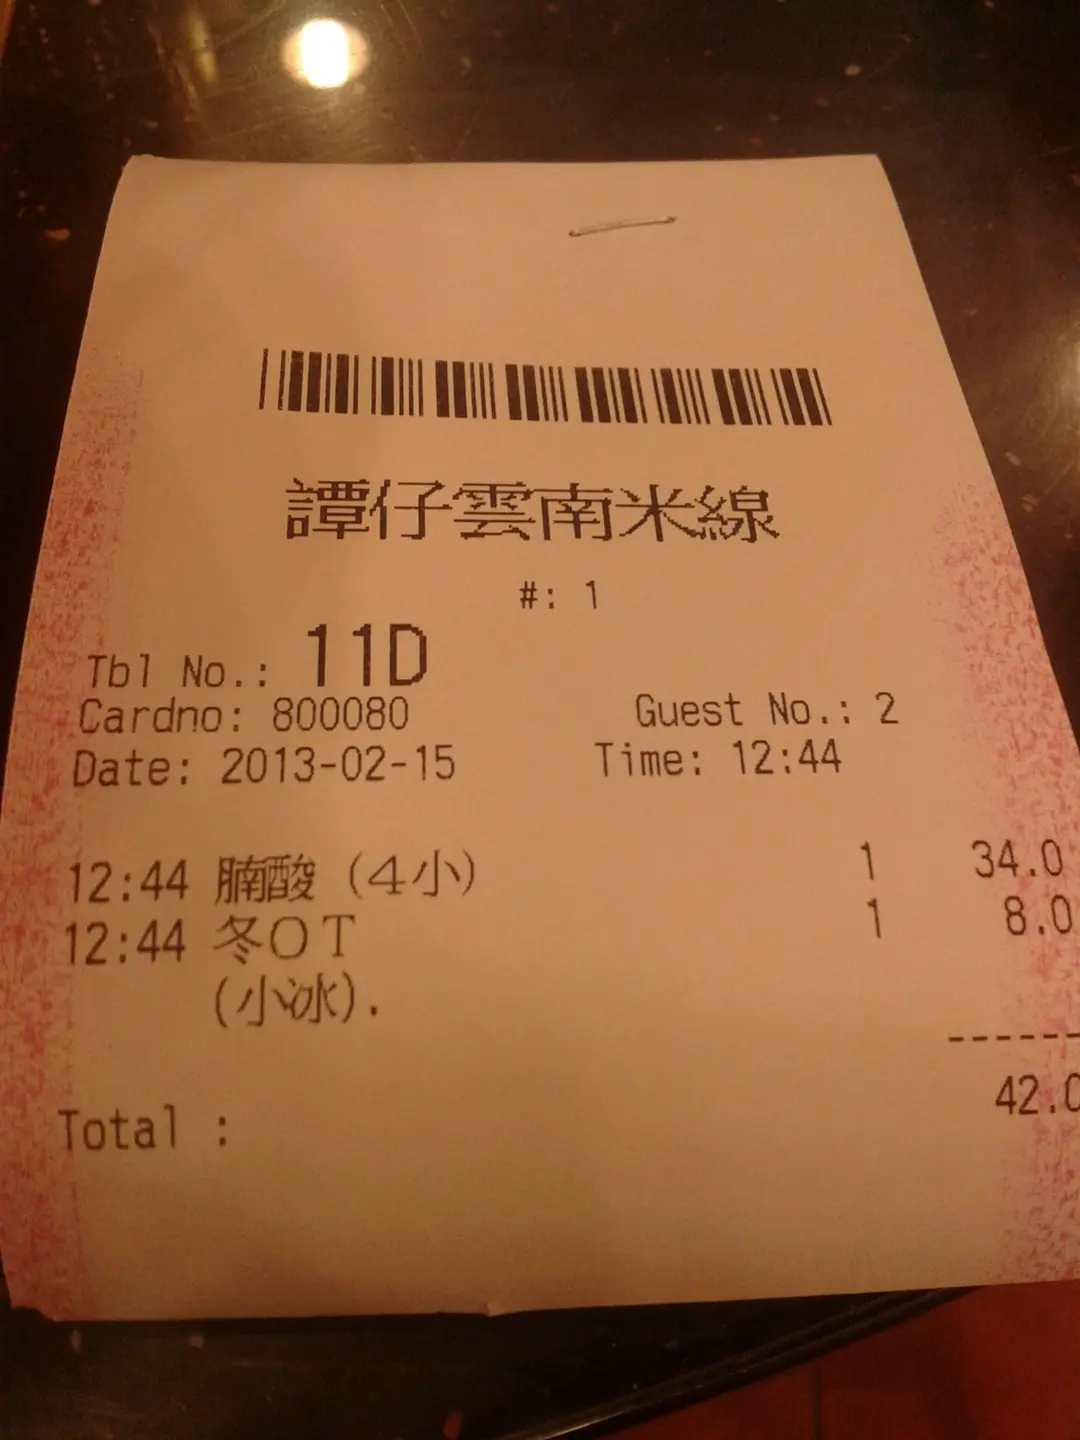 譚仔雲南米線
#: 1
Tbl No.: 11D
Cardno: 800080 Guest No.: 2
Date: 2013-02-15 Time: 12:44
12:44 腩酸（4小） 1 34.0
12:44 冬OT 1 8.0
(小冰).
------
42.0
Total :